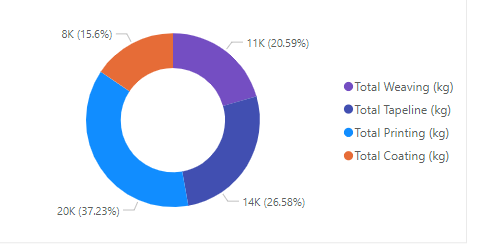 8K (15.6%)
11K (20.59%)
Total Weaving (kg)
Total Tapeline (kg)
Total Printing (kg)
Total Coating (kg)
20K (37.23%)
14K (26.58%)